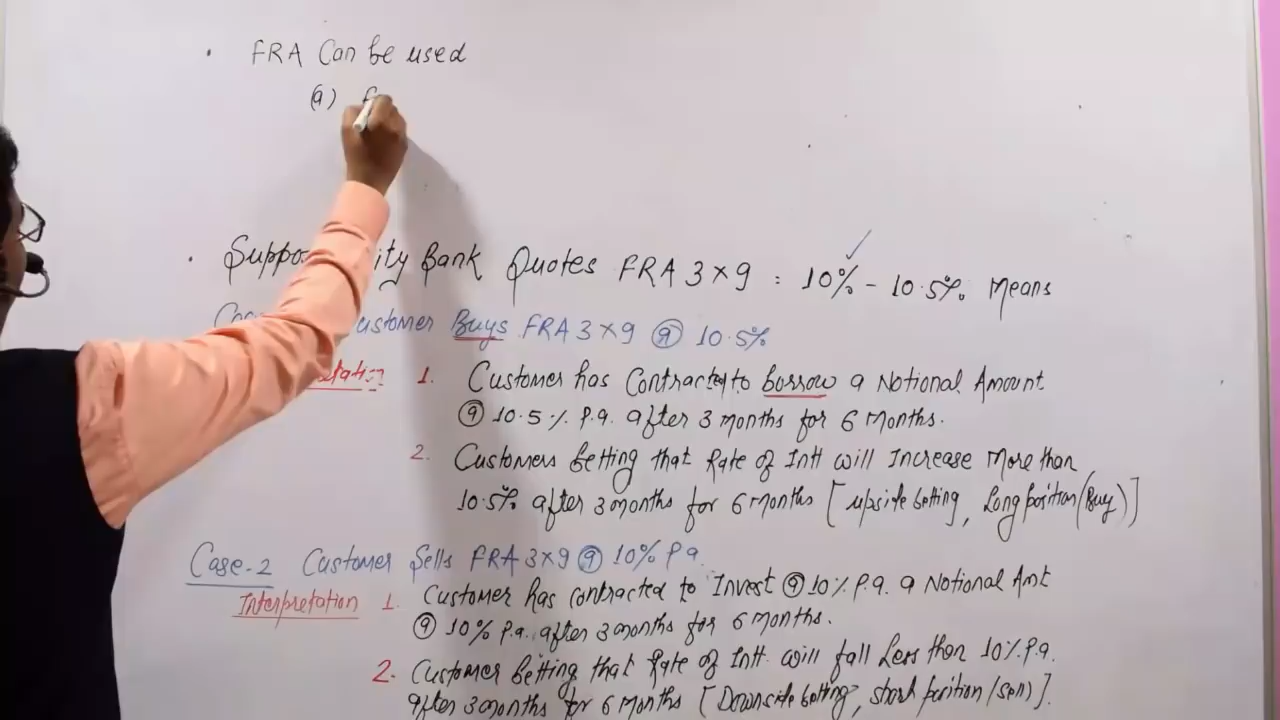 • FRA Can be used
(a)
• Suppo ity Bank Quotes FRA 3×9 : 10% - 10.5%. Means
ustomer Buys FRA 3×9 @ 10.5%
tation 1. Customer has Contracted to borrow a Notional Amount
@ 10.5%. P.a. after 3 months for 6 Months.
2. Customers betting that Rate of Intt will Increase More than
10.5% after 3 months for 6 months [upside betting, Long position/(Buy)]
Case-2 Customer Sells FRA 3×9 @ 10% Pa.
Interpretation 1. Customer has contracted to Invest @ 10%. P.a. a Notional Amt
@ 10% P.a. after 3 months for 6 months.
2. Customer betting that Rate of Intt. will fall Less than 10%.P.a.
after 3 months for 6 months [Downside betting, short position/sell].